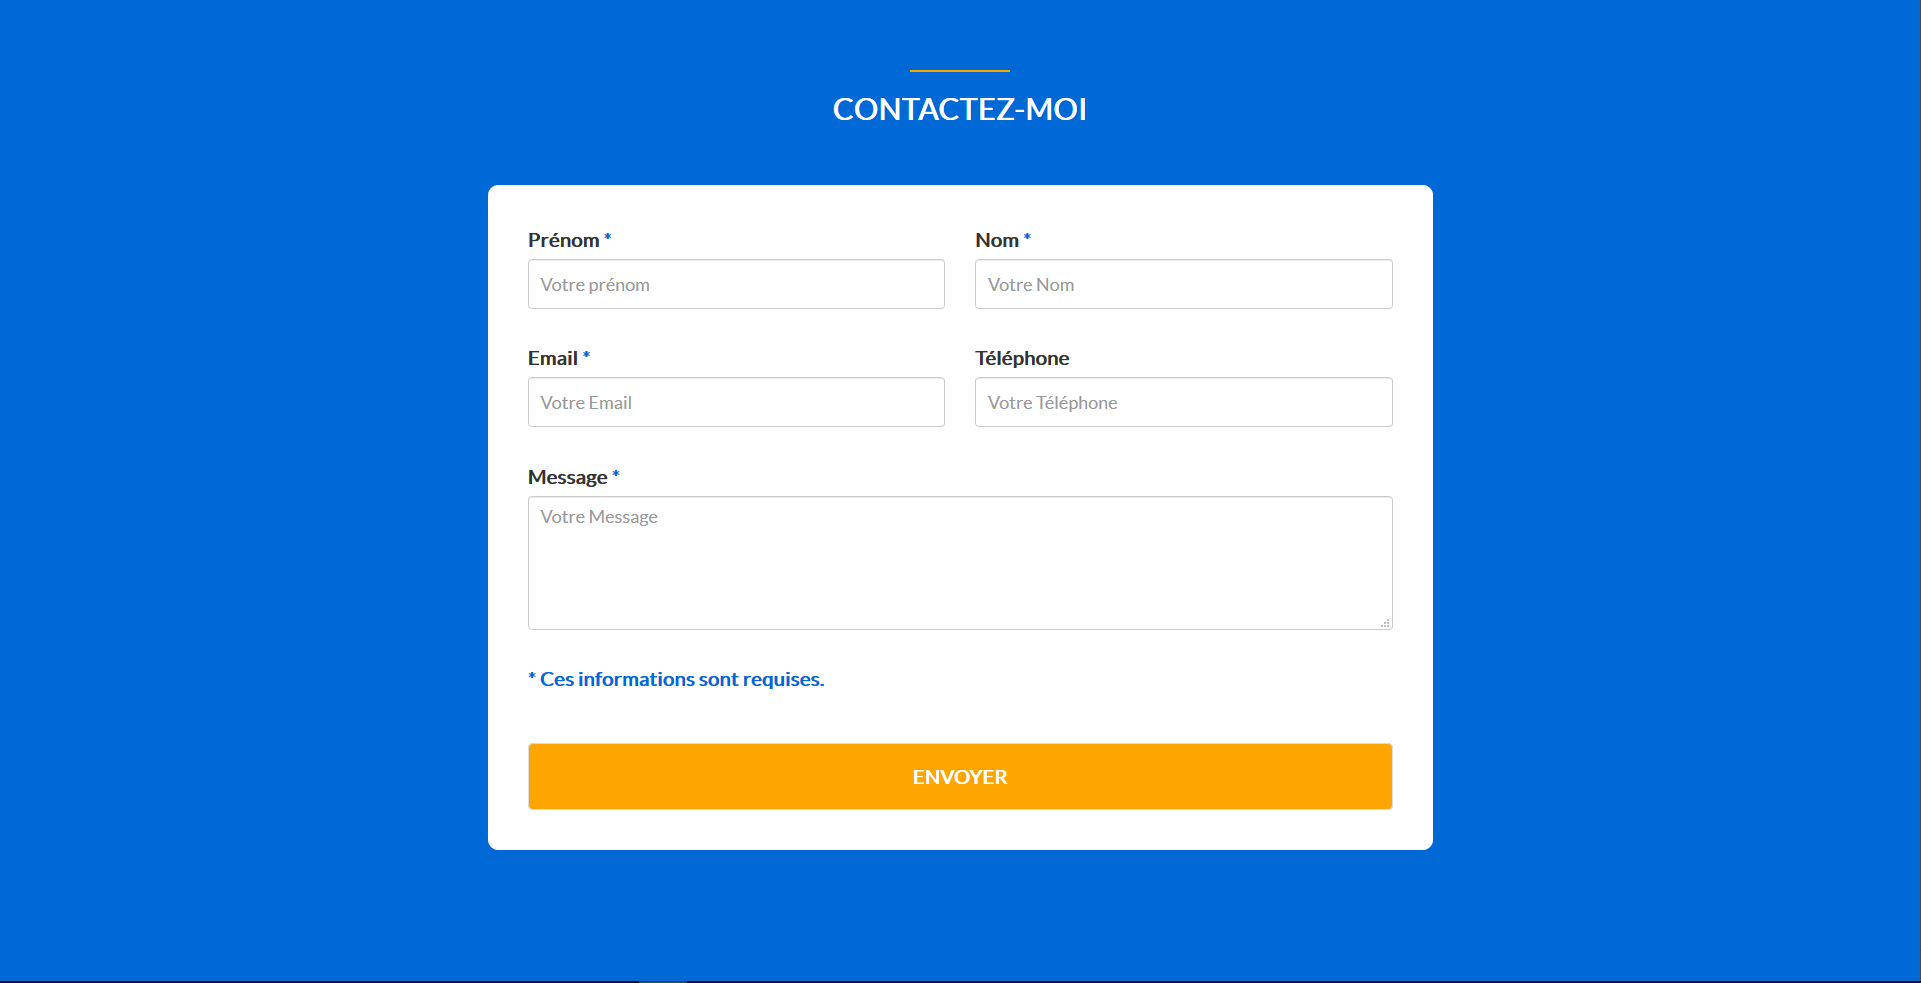 CONTACTEZ-MOI
Prénom *
Nom *
Votre prénom
Votre Nom
Email *
Téléphone
Votre Email
Votre Téléphone
Message *
Votre Message
* Ces informations sont requises.
ENVOYER